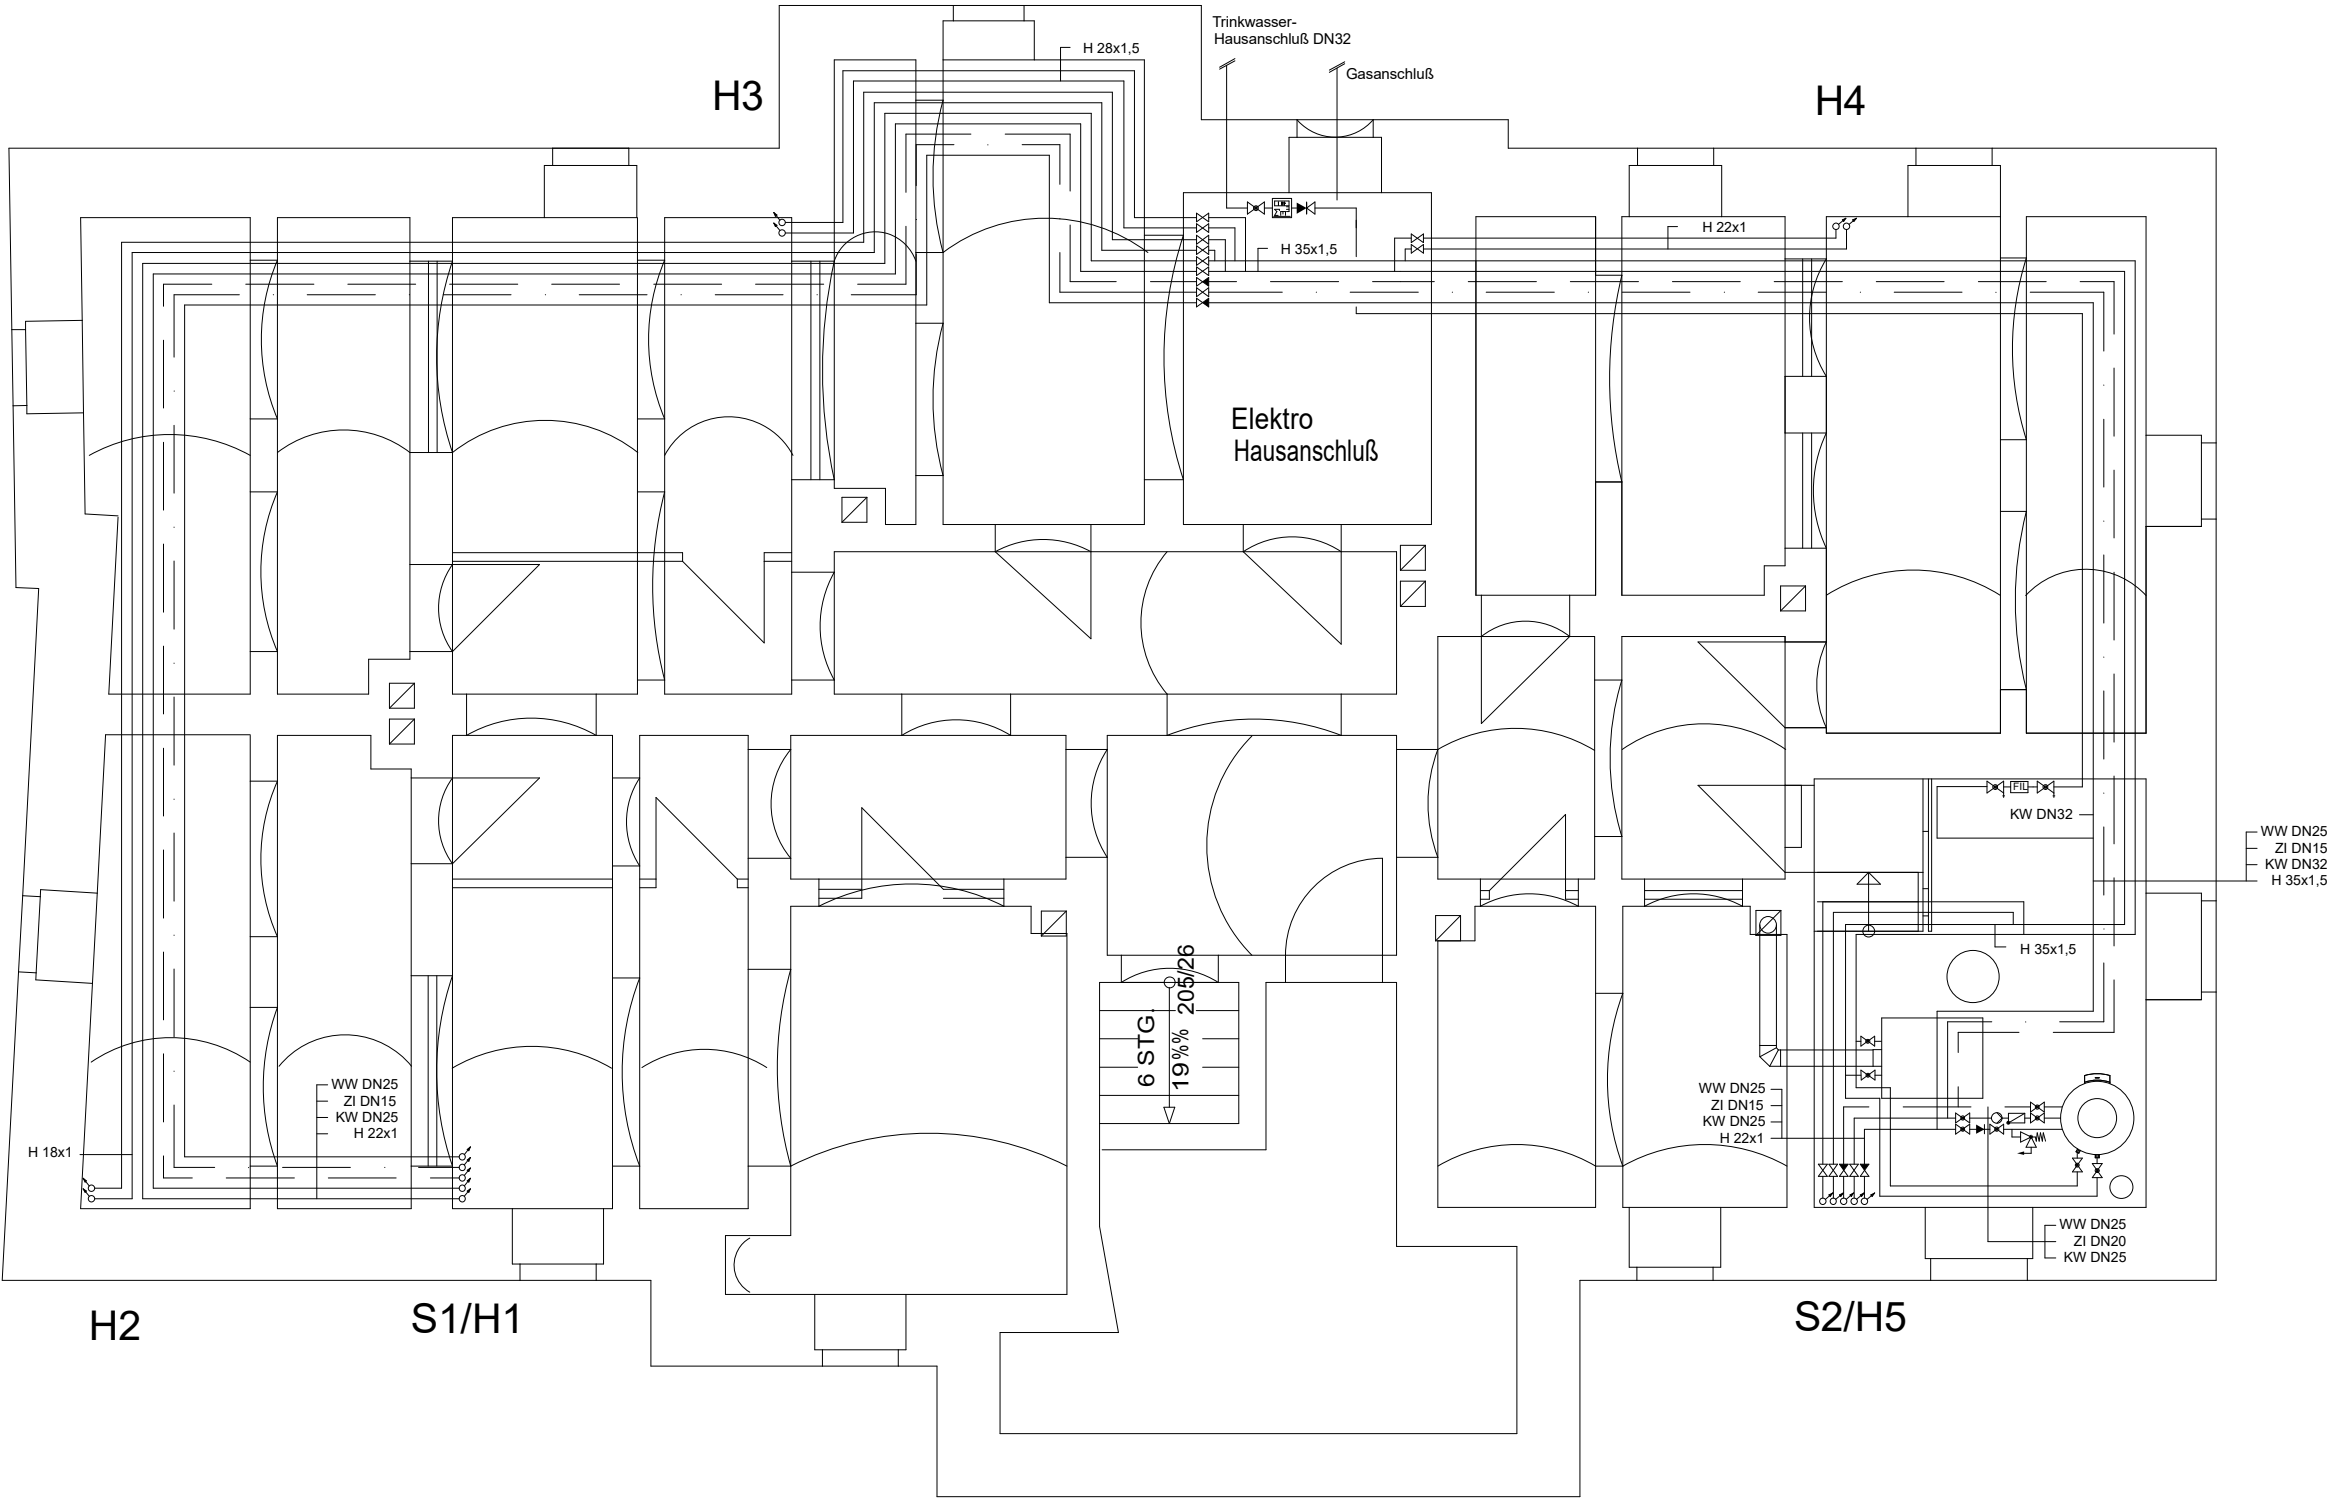 Trinkwasser-
Hausanschluß DN32
H 28x1,5
Gasanschluß
H3
H4
H 22x1
H 35x1,5
Elektro
Hausanschluß
FIL
KW DN32
WW DN25
ZI DN15
KW DN32
H 35x1,5
H 35x1,5
6 STG.
19%%% 205/26
WW DN25
ZI DN15
KW DN25
H 22x1
WW DN25
ZI DN15
KW DN25
H 22x1
H 18x1
WW DN25
ZI DN20
KW DN25
H2
S1/H1
S2/H5